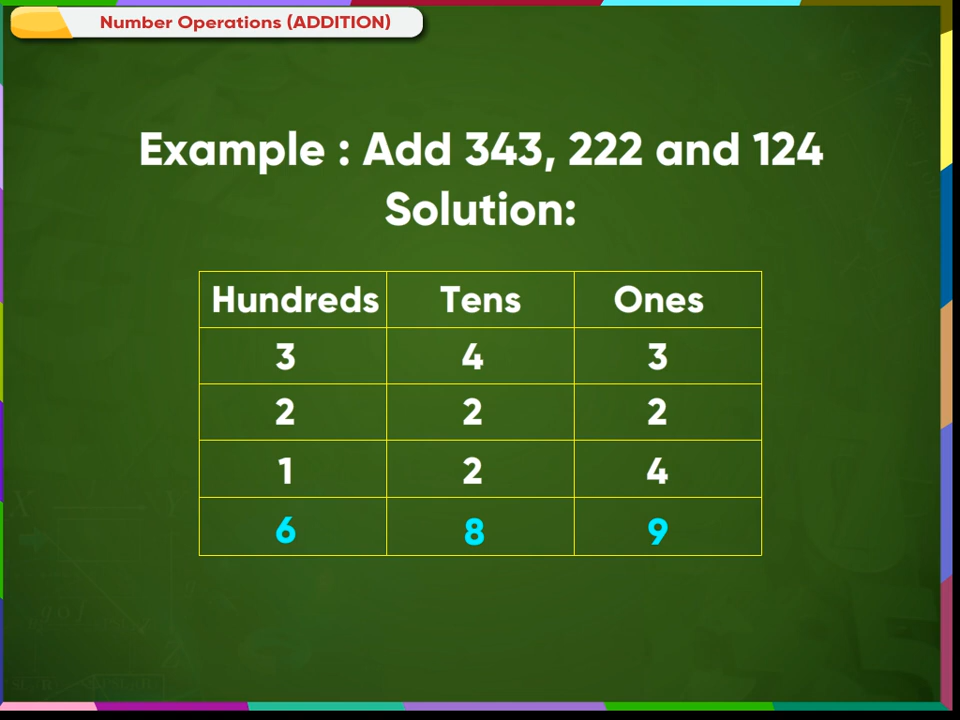 Number Operations (ADDITION)
Example : Add 343, 222 and 124
Solution:
Hundreds Tens Ones
3 4 3
2 2 2
1 2 4
6 8 9